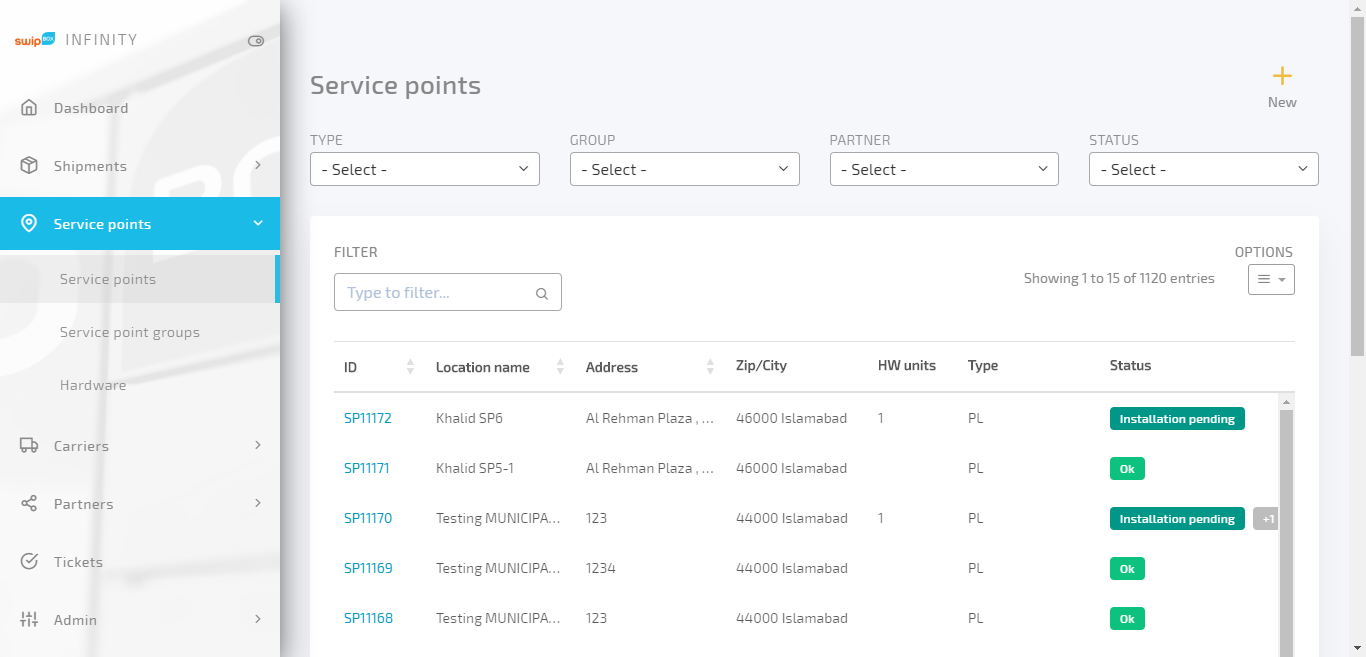 swipBOX INFINITY
Dashboard
Shipments
Service points
Service points
Service point groups
Hardware
Carriers
Partners
Tickets
Admin
Service points
New
TYPE GROUP PARTNER STATUS
- Select - - Select - - Select - - Select -
FILTER OPTIONS
Type to filter... Showing 1 to 15 of 1120 entries
ID Location name Address Zip/City HW units Type Status
SP11172 Khalid SP6 Al Rehman Plaza , ... 46000 Islamabad 1 PL Installation pending
SP11171 Khalid SP5-1 Al Rehman Plaza , ... 46000 Islamabad PL Ok
SP11170 Testing MUNICIPA... 123 44000 Islamabad 1 PL Installation pending +1
SP11169 Testing MUNICIPA... 1234 44000 Islamabad PL Ok
SP11168 Testing MUNICIPA... 123 44000 Islamabad PL Ok